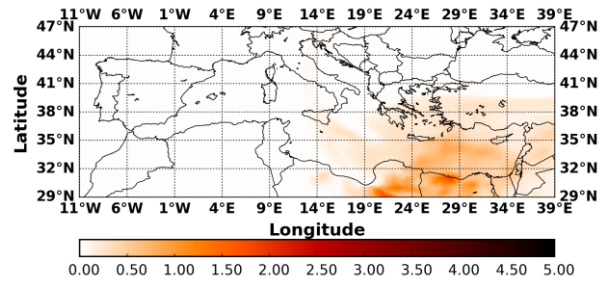 11°W 6°W 1°W 4°E 9°E 14°E 19°E 24°E 29°E 34°E 39°E
47°N 47°N
44°N 44°N
41°N 41°N
38°N 38°N
35°N 35°N
32°N 32°N
29°N 29°N
11°W 6°W 1°W 4°E 9°E 14°E 19°E 24°E 29°E 34°E 39°E
Latitude
Longitude
0.00 0.50 1.00 1.50 2.00 2.50 3.00 3.50 4.00 4.50 5.00